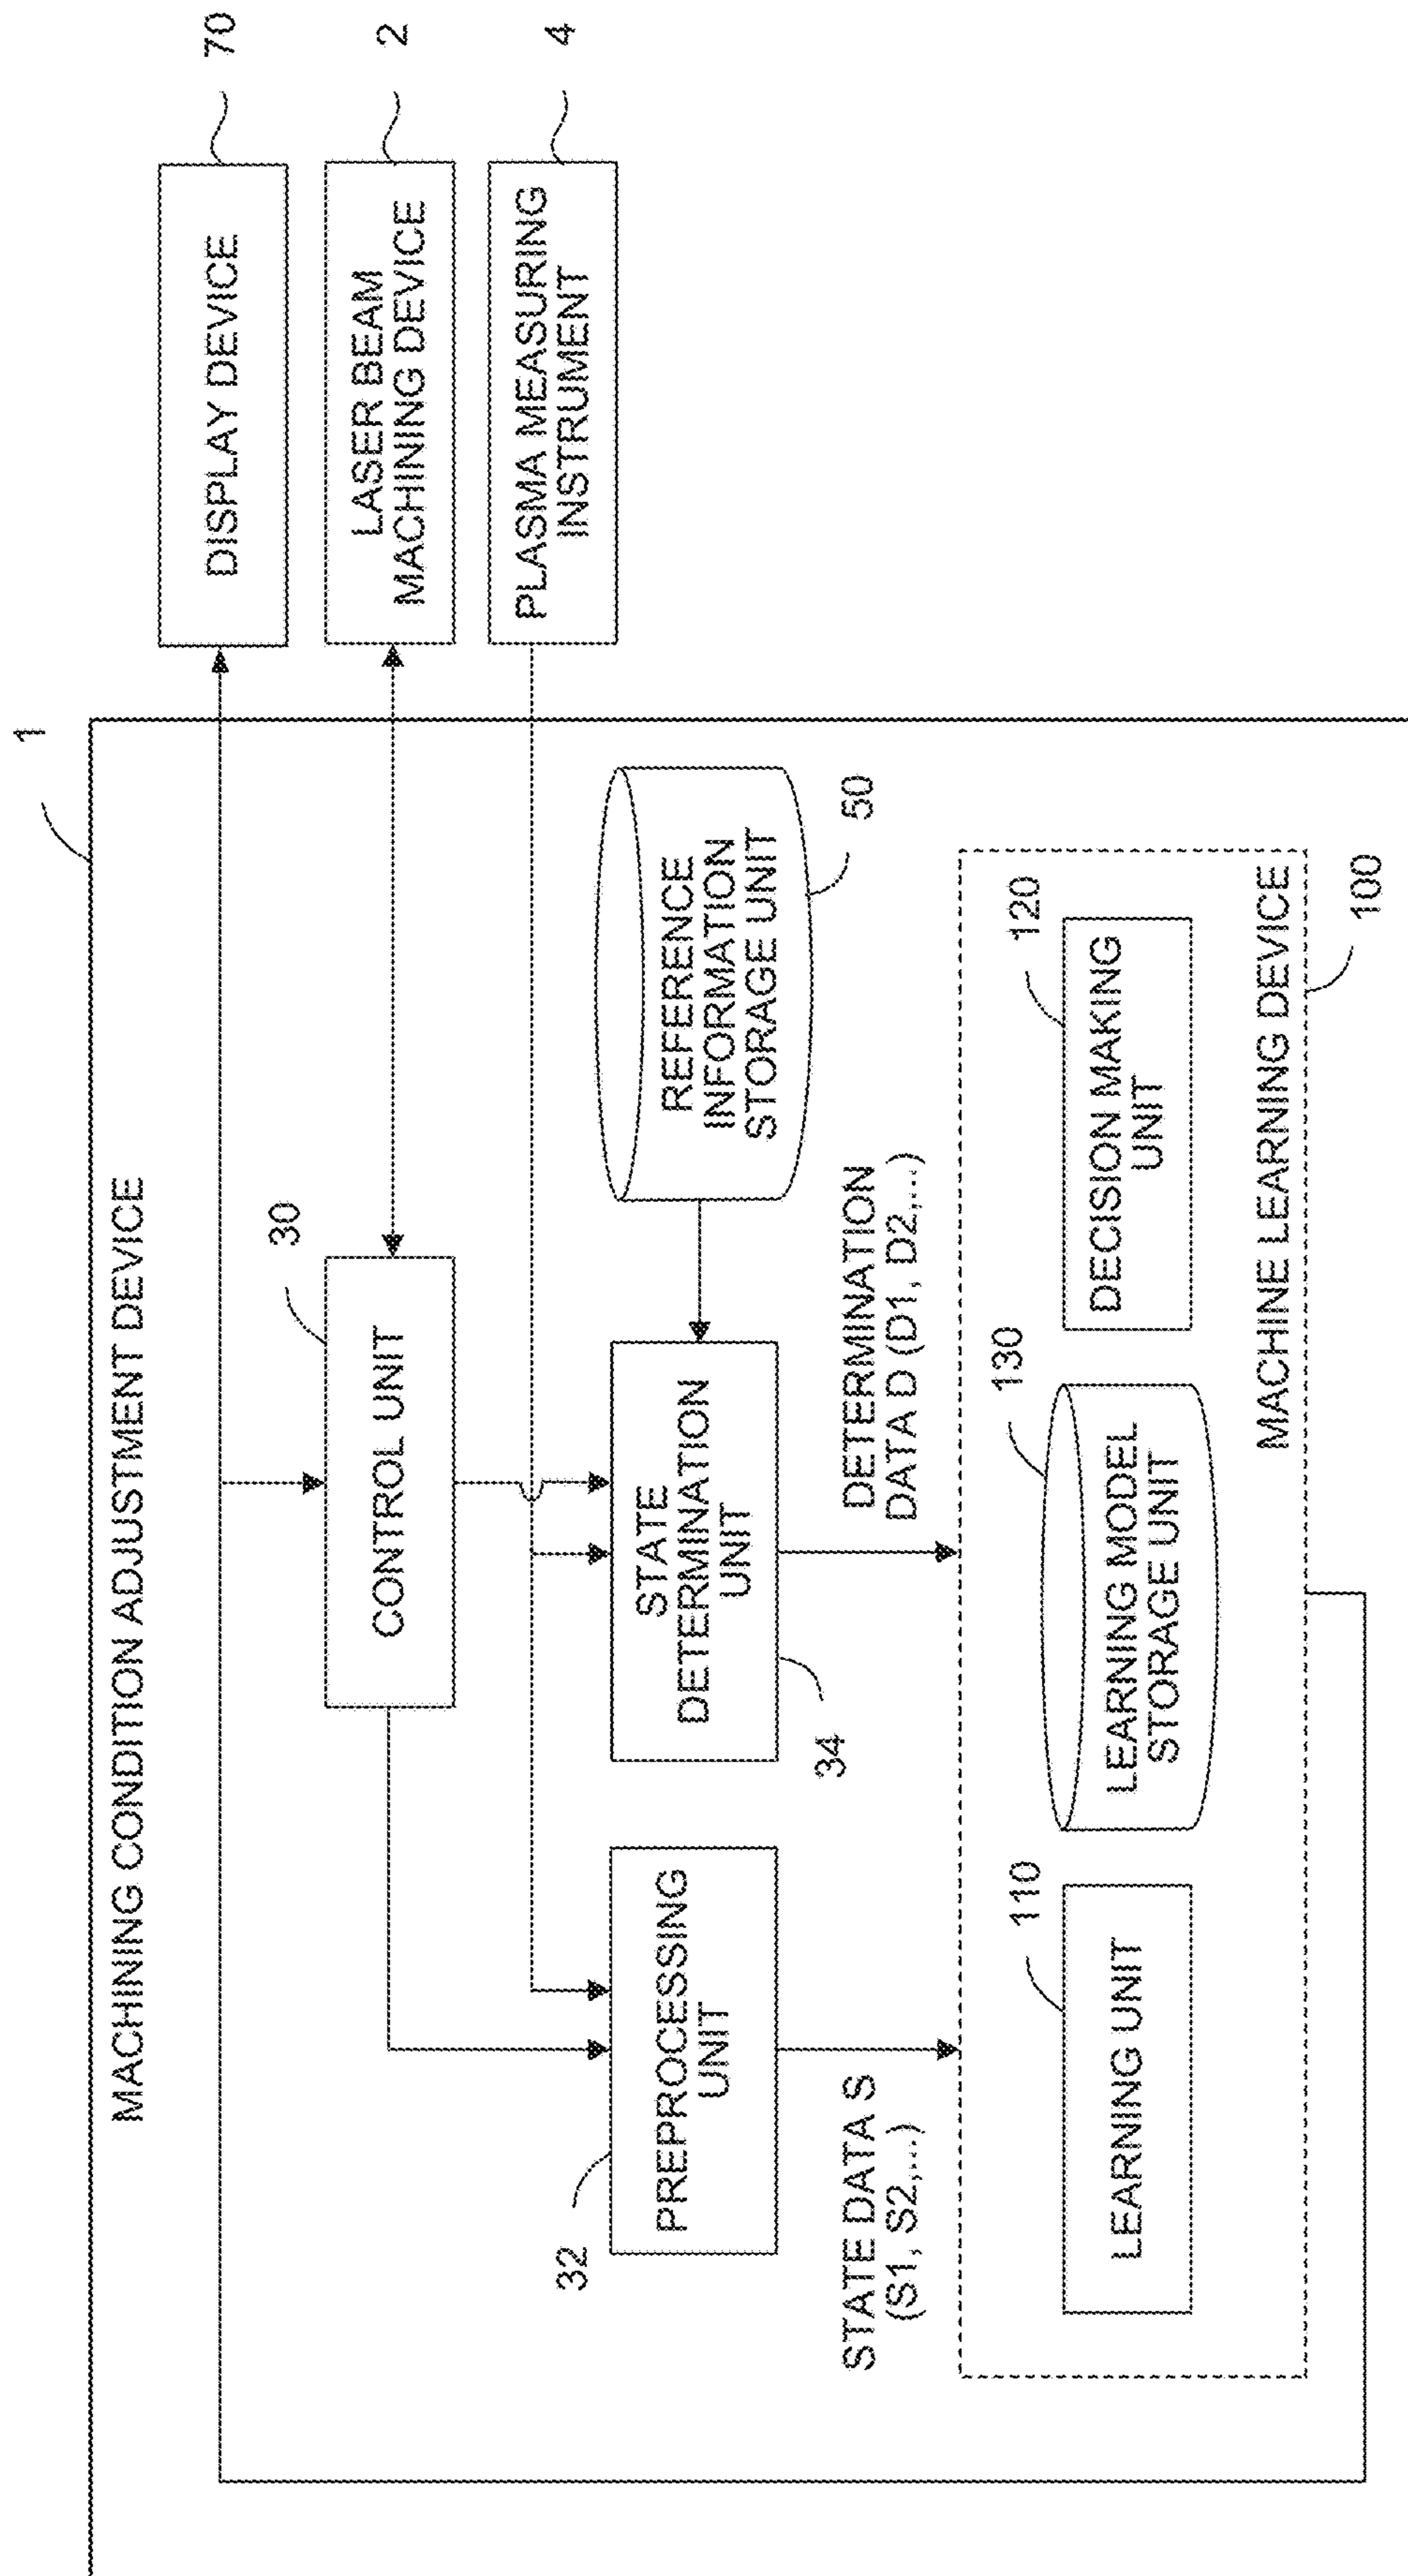 1
MACHINING CONDITION ADJUSTMENT DEVICE
DISPLAY DEVICE
70
30
CONTROL UNIT
LASER BEAM
MACHINING DEVICE
2
PLASMA MEASURING
INSTRUMENT
4
32
PREPROCESSING
UNIT
STATE
DETERMINATION
UNIT
34
REFERENCE
INFORMATION
STORAGE UNIT
50
STATE DATA S
(S1, S2,...)
DETERMINATION
DATA D (D1, D2,...)
110
LEARNING UNIT
130
LEARNING MODEL
STORAGE UNIT
120
DECISION MAKING
UNIT
MACHINE LEARNING DEVICE
100